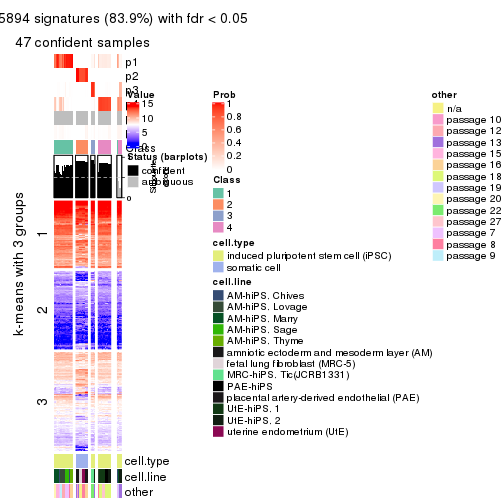 5894 signatures (83.9%) with fdr < 0.05
47 confident samples
p1
p2
p3
Value
15
10
5
0
Class
Status (barplots)
confident
ambiguous
1
0
k-means with 3 groups
1
2
3
cell.type
cell.line
other
Prob
1
0.8
0.6
0.4
0.2
0
Class
1
2
3
4
cell.type
induced pluripotent stem cell (iPSC)
somatic cell
cell.line
AM-hiPS. Chives
AM-hiPS. Lovage
AM-hiPS. Many
AM-hiPS. Sage
AM-hiPS. Thyme
amniotic ectoderm and mesoderm layer (AM)
fetal lung fibroblast (MRC-5)
MRC-hiPS. Tic(JCRB1331)
PAE-hiPS
placental artery-derived endothelial (PAE)
UtE-hiPS. 1
UtE-hiPS. 2
uterine endometrium (UtE)
other
n/a
passage 10
passage 12
passage 13
passage 15
passage 16
passage 18
passage 19
passage 20
passage 22
passage 27
passage 7
passage 8
passage 9